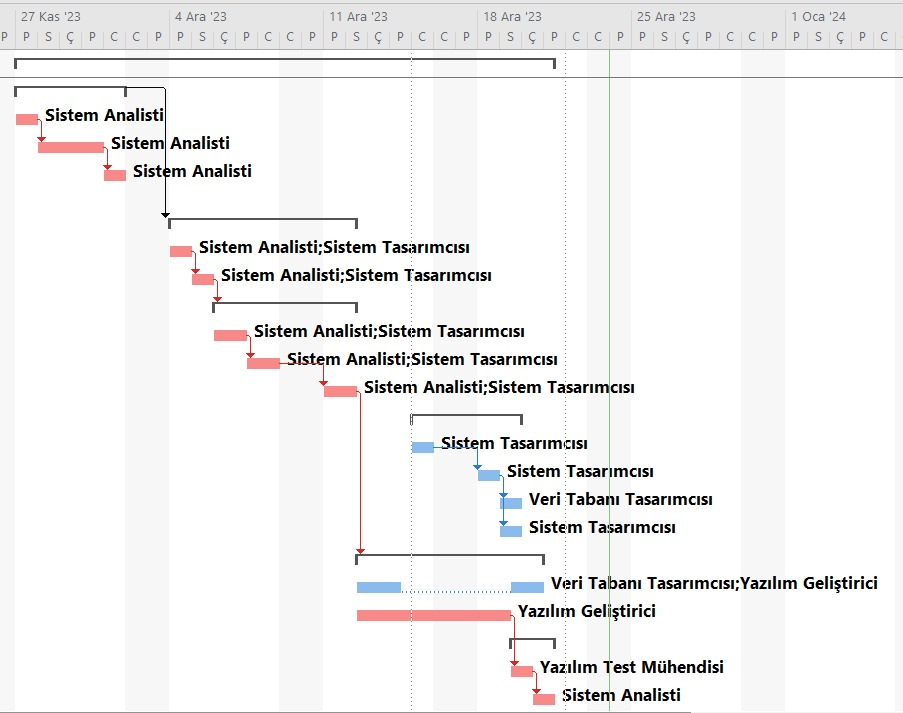 27 Kas '23 4 Ara '23 11 Ara '23 18 Ara '23 25 Ara '23 1 Oca '24
P P S Ç P C C P P S Ç P C C P P S Ç P C C P P S Ç P C C P P S Ç P C C P P S Ç P C
Sistem Analisti
Sistem Analisti
Sistem Analisti
Sistem Analisti;Sistem Tasarımcısı
Sistem Analisti;Sistem Tasarımcısı
Sistem Analisti;Sistem Tasarımcısı
Sistem Analisti;Sistem Tasarımcısı
Sistem Analisti;Sistem Tasarımcısı
Sistem Tasarımcısı
Sistem Tasarımcısı
Veri Tabanı Tasarımcısı
Sistem Tasarımcısı
Veri Tabanı Tasarımcısı;Yazılım Geliştirici
Yazılım Geliştirici
Yazılım Test Mühendisi
Sistem Analisti